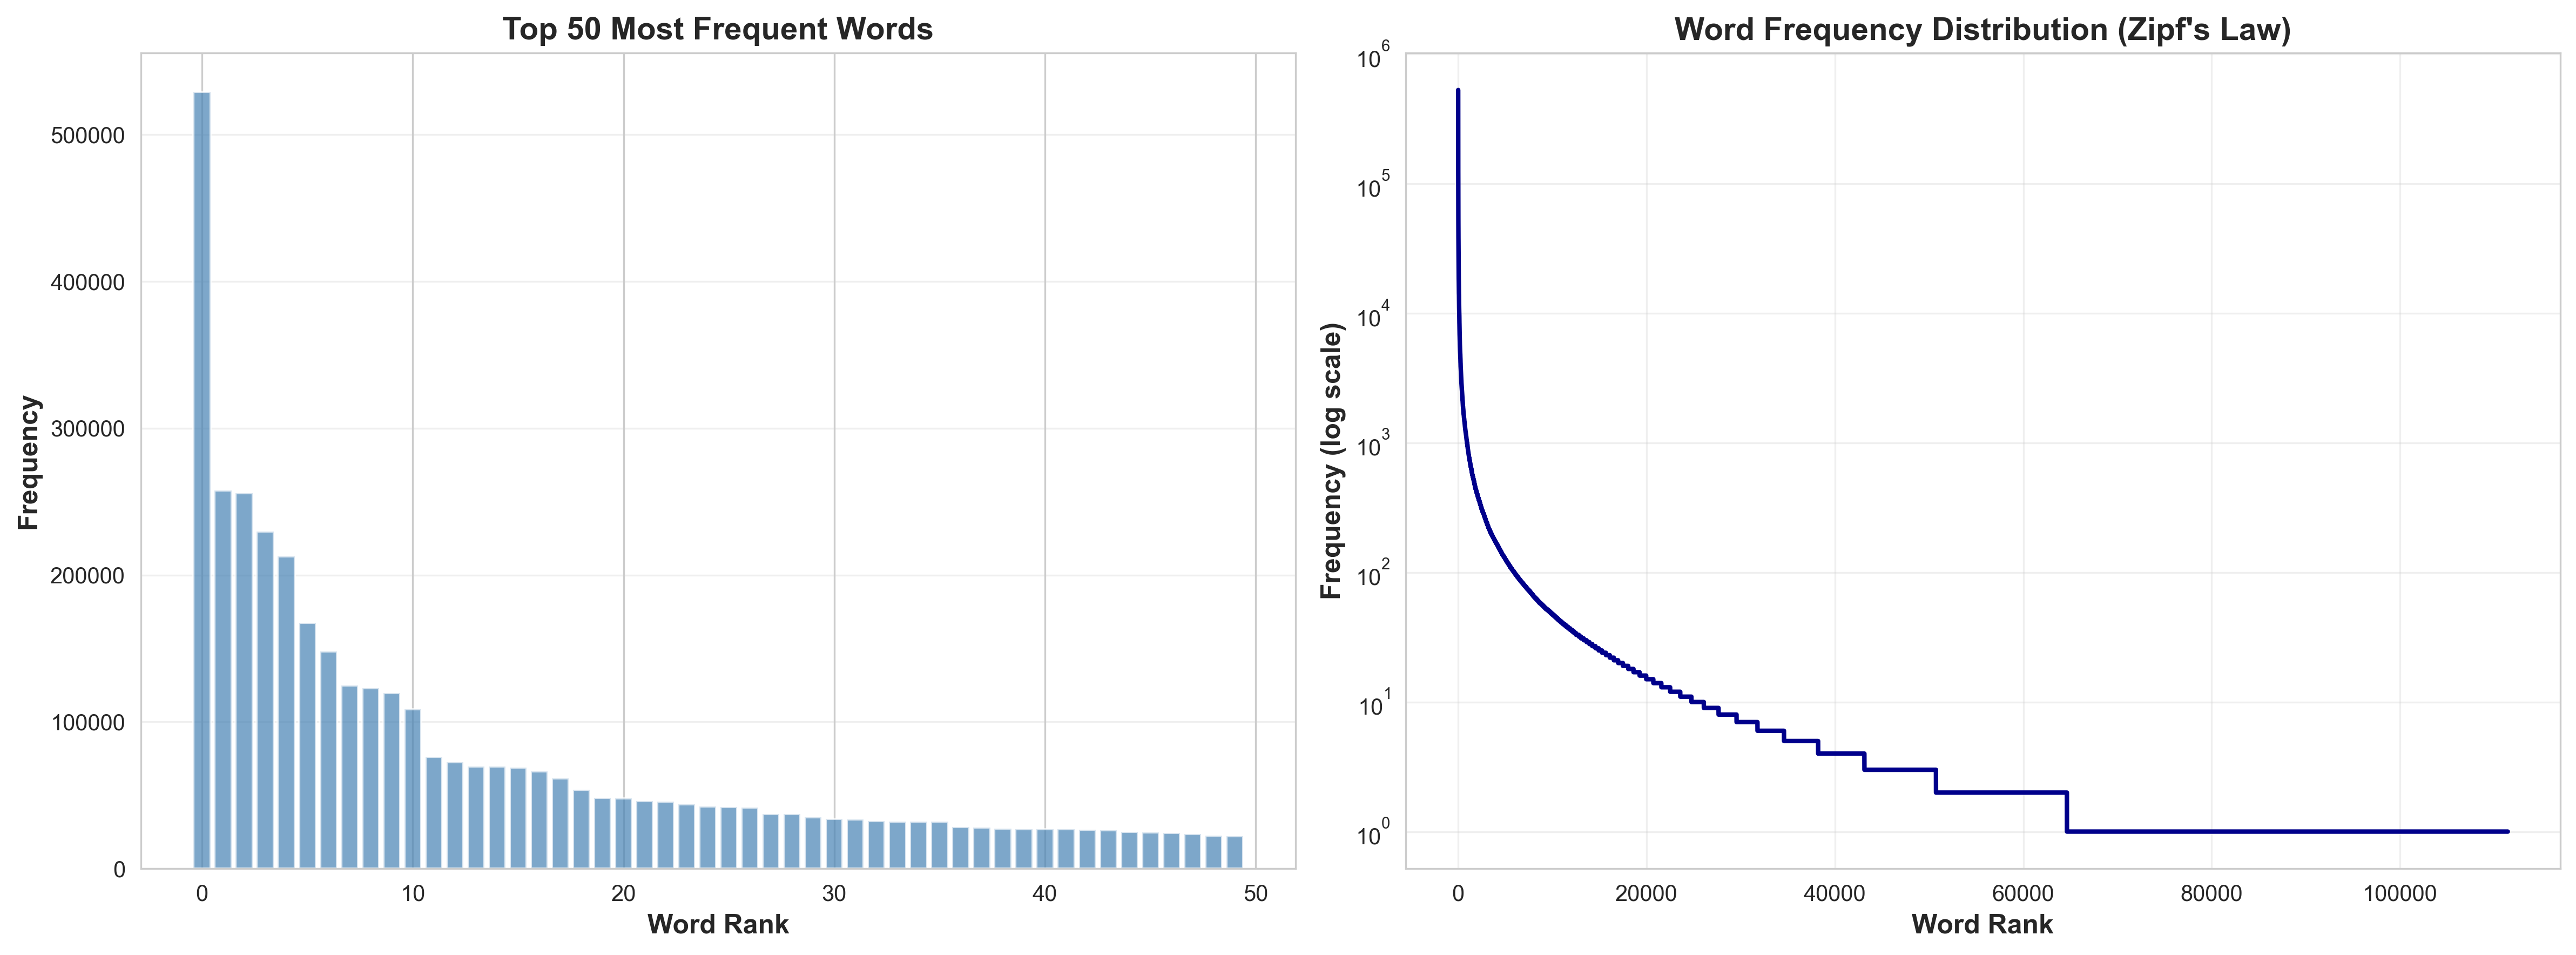 Top 50 Most Frequent Words
Frequency
500000
400000
300000
200000
100000
0
0 10 20 30 40 50
Word Rank
Word Frequency Distribution (Zipf's Law)
Frequency (log scale)
10^6
10^5
10^4
10^3
10^2
10^1
10^0
0 20000 40000 60000 80000 100000
Word Rank